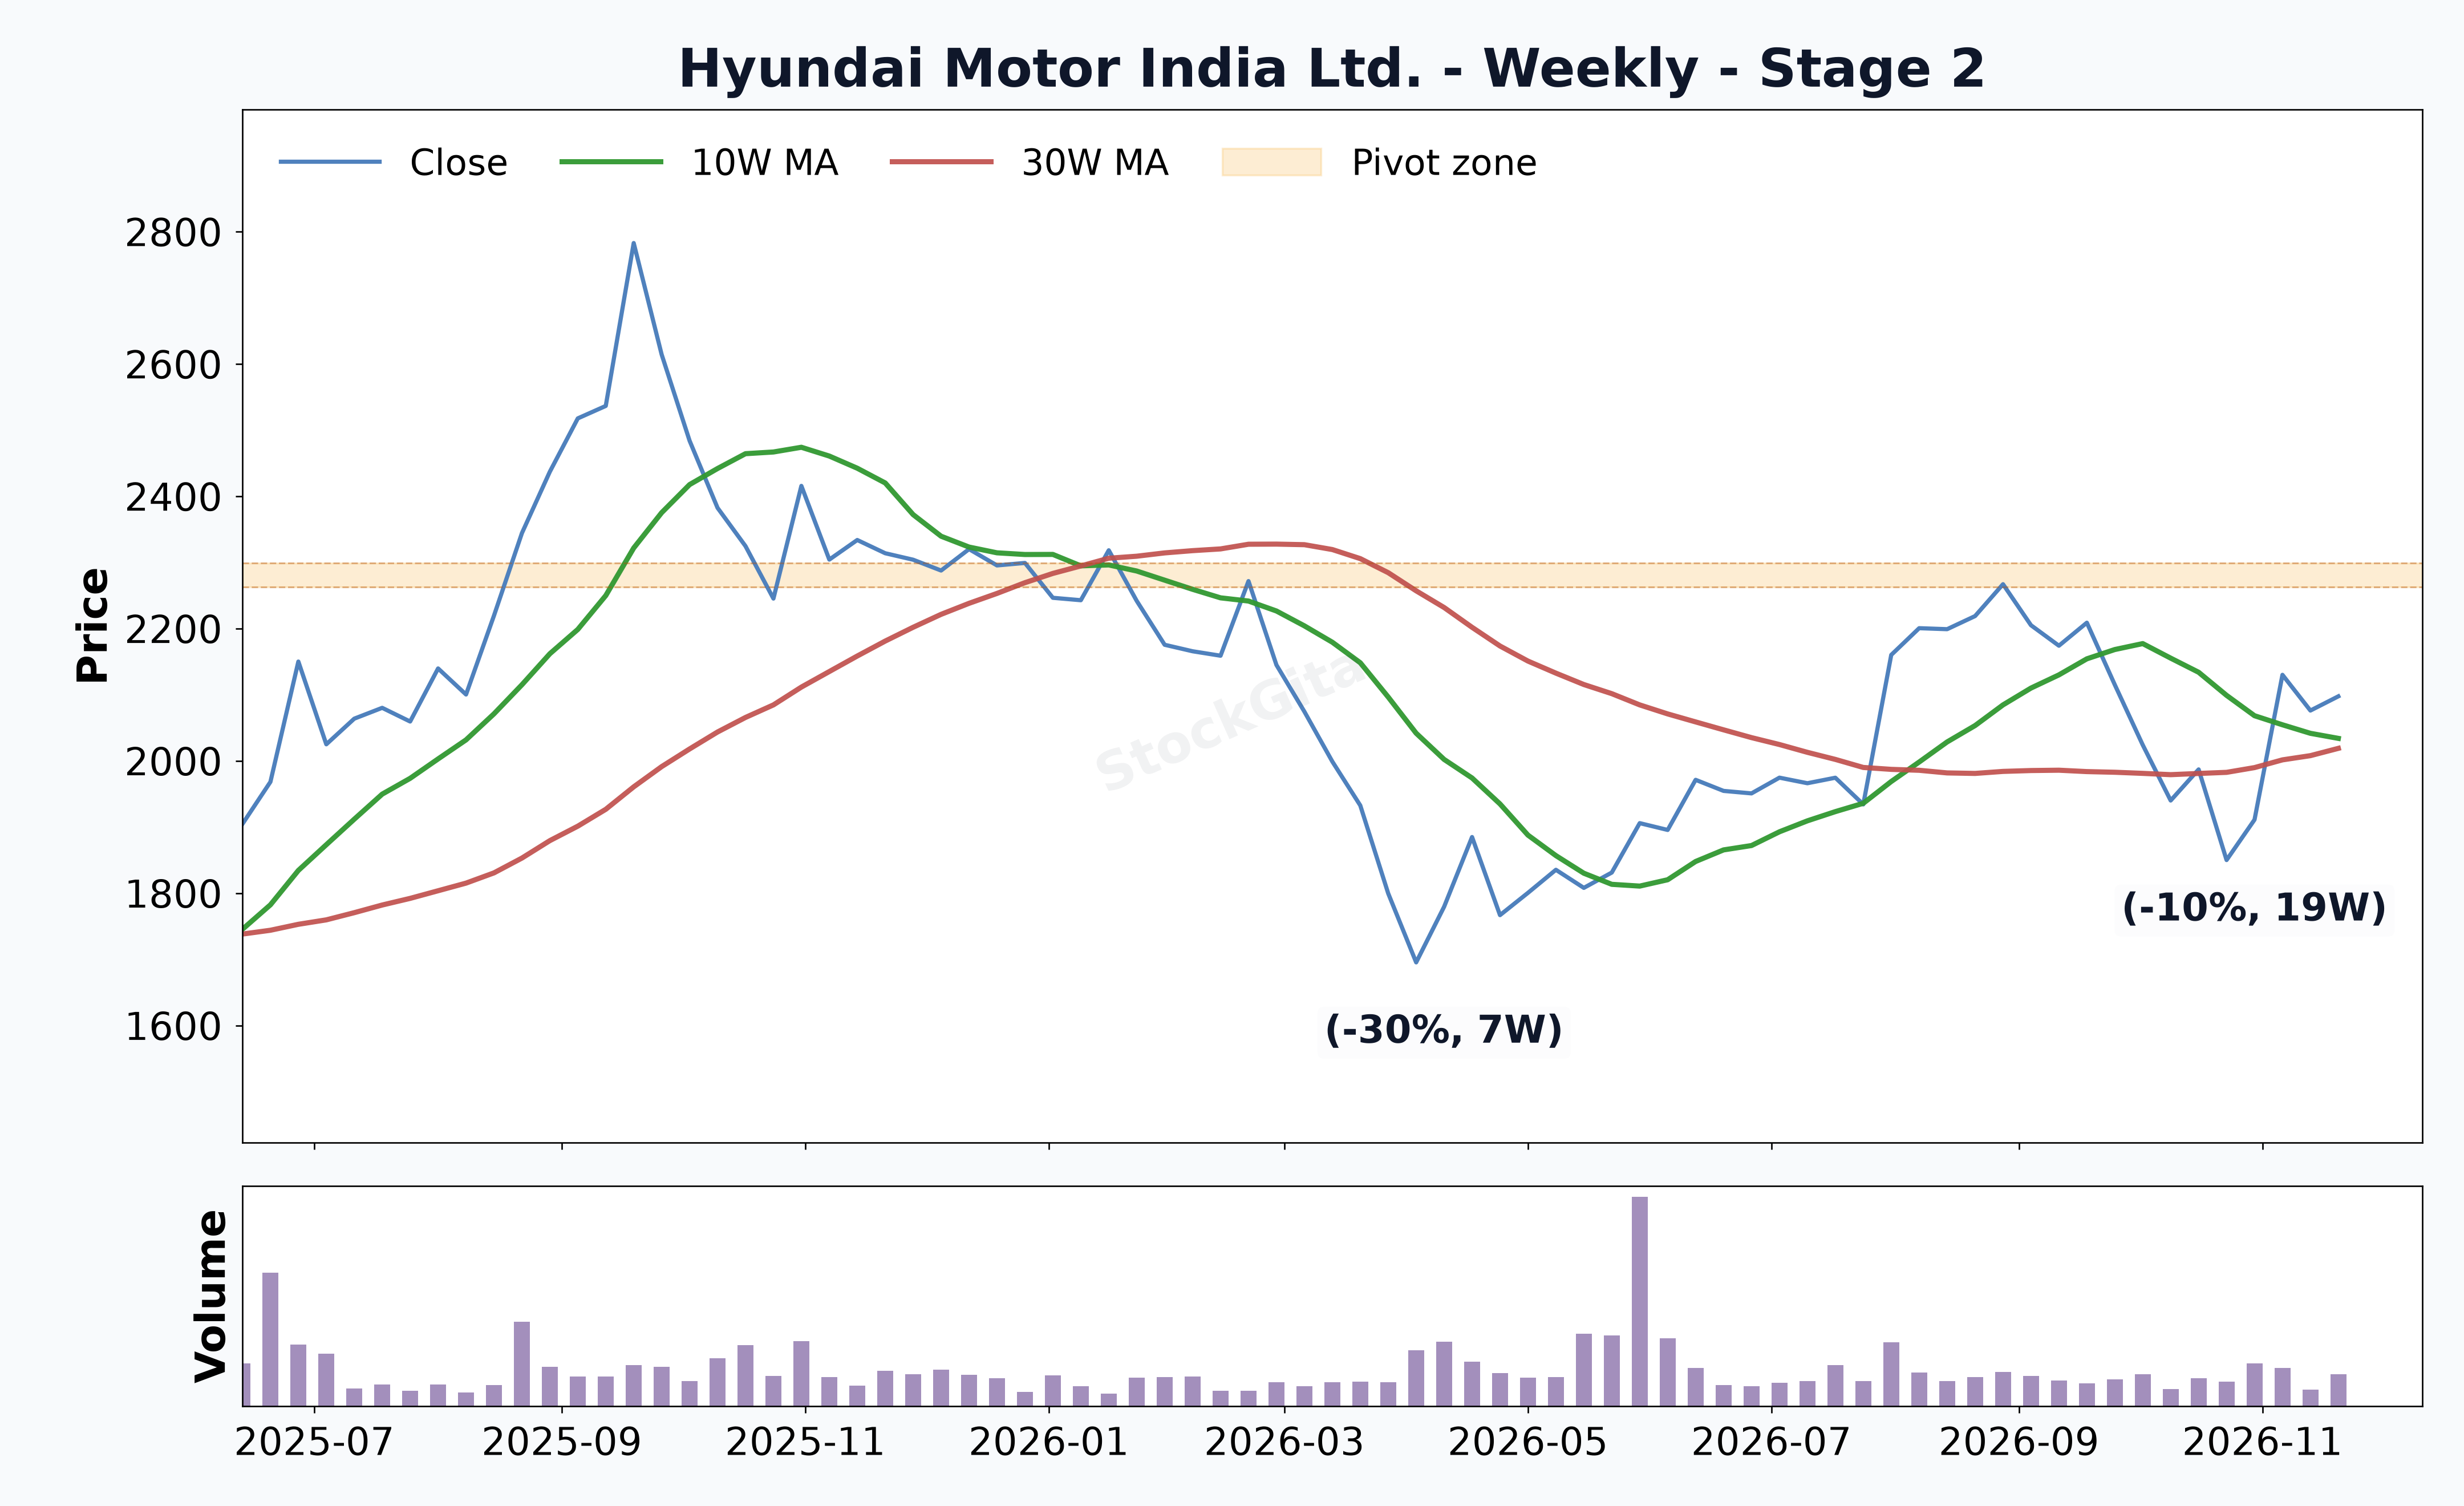 Hyundai Motor India Ltd. - Weekly - Stage 2
Close 10W MA 30W MA Pivot zone
Price
2800
2600
2400
2200
2000
1800
1600
StockGita
(-10%, 19W)
(-30%, 7W)
Volume
2025-07 2025-09 2025-11 2026-01 2026-03 2026-05 2026-07 2026-09 2026-11